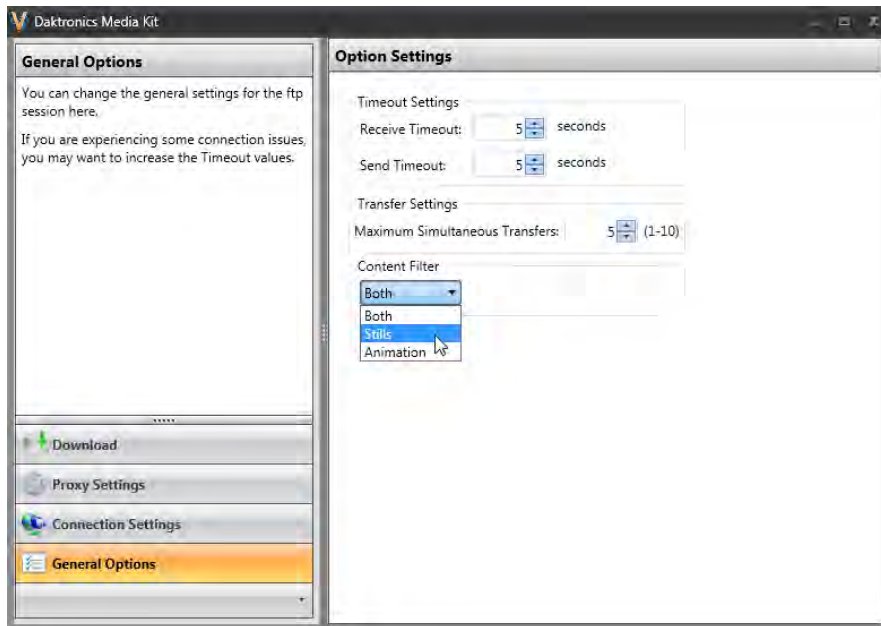 Daktronics Media Kit
General Options
You can change the general settings for the ftp
session here.
If you are experiencing some connection issues,
you may want to increase the Timeout values.
Download
Proxy Settings
Connection Settings
General Options
Option Settings
Timeout Settings
Receive Timeout: 5 seconds
Send Timeout: 5 seconds
Transfer Settings
Maximum Simultaneous Transfers: 5 (1-10)
Content Filter
Both
Both
Stills
Animation